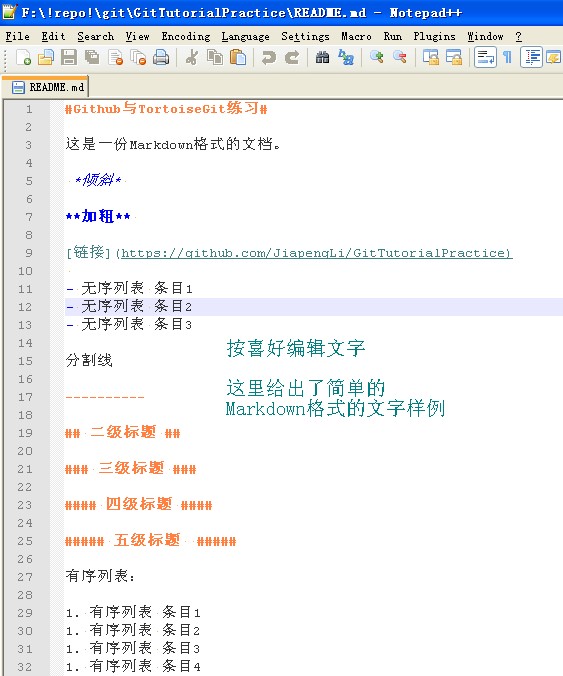 F:\!repo!\git\GitTutorialPractice\README.md - Notepad++
File Edit Search View Encoding Language Settings Macro Run Plugins Window ?
README.md
1 #Github与TortoiseGit练习#
2
3 这是一份Markdown格式的文档。
4
5 *倾斜*
6
7 **加粗**
8
9 [链接](https://github.com/JiapengLi/GitTutorialPractice)
10
11 - 无序列表 条目1
12 - 无序列表 条目2
13 - 无序列表 条目3
14
15 分割线
16
17 ----------
18
19 ## 二级标题 ##
20
21 ### 三级标题 ###
22
23 #### 四级标题 ####
24
25 ##### 五级标题 #####
26
27 有序列表:
28
29 1. 有序列表 条目1
30 1. 有序列表 条目2
31 1. 有序列表 条目3
32 1. 有序列表 条目4
按喜好编辑文字
这里给出了简单的
Markdown格式的文字样例